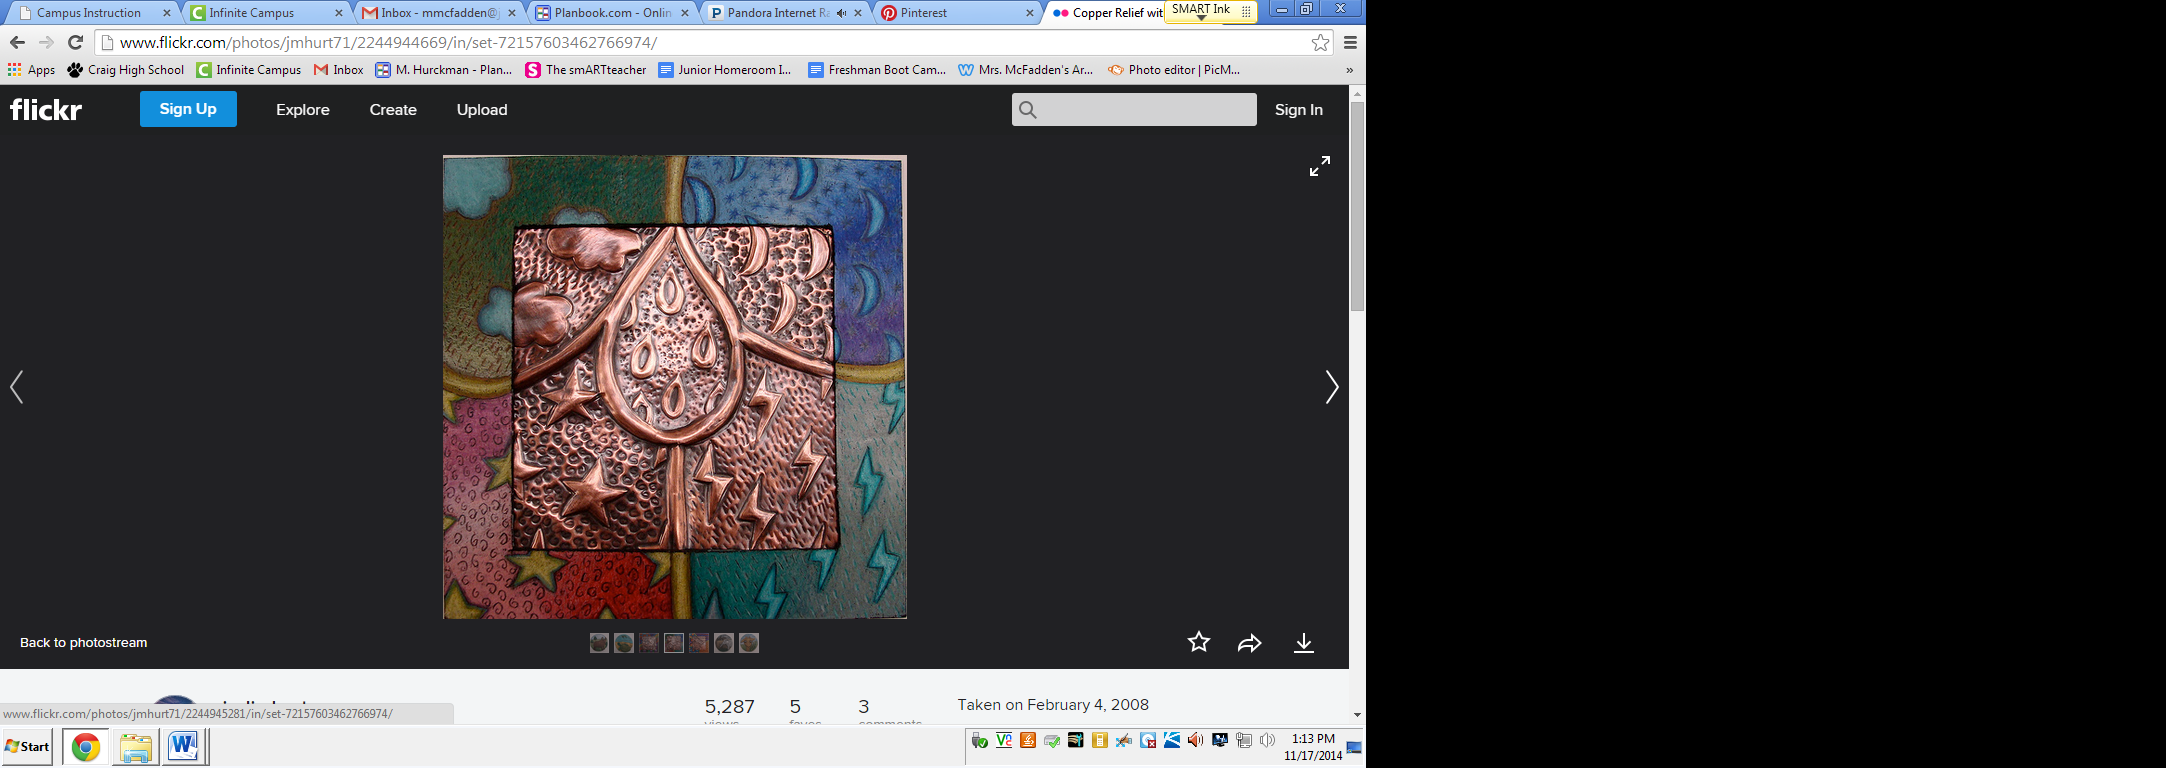 Campus Instruction
Infinite Campus
Inbox - mmcfadden@j
Planbook.com - Onlin
Pandora Internet Ra
Pinterest
Copper Relief wit
SMART Ink
www.flickr.com/photos/jmhurt71/2244944669/in/set-72157603462766974/
Apps
Craig High School
Infinite Campus
Inbox
M. Hurckman - Plan...
The smARTteacher
Junior Homeroom I...
Freshman Boot Cam...
Mrs. McFadden's Ar...
Photo editor | PicM...
»
flickr
Sign Up
Explore
Create
Upload
Sign In
Back to photostream
5,287
views
5
faves
3
comments
Taken on February 4, 2008
www.flickr.com/photos/jmhurt71/2244945281/in/set-72157603462766974/
Start
1:13 PM
11/17/2014